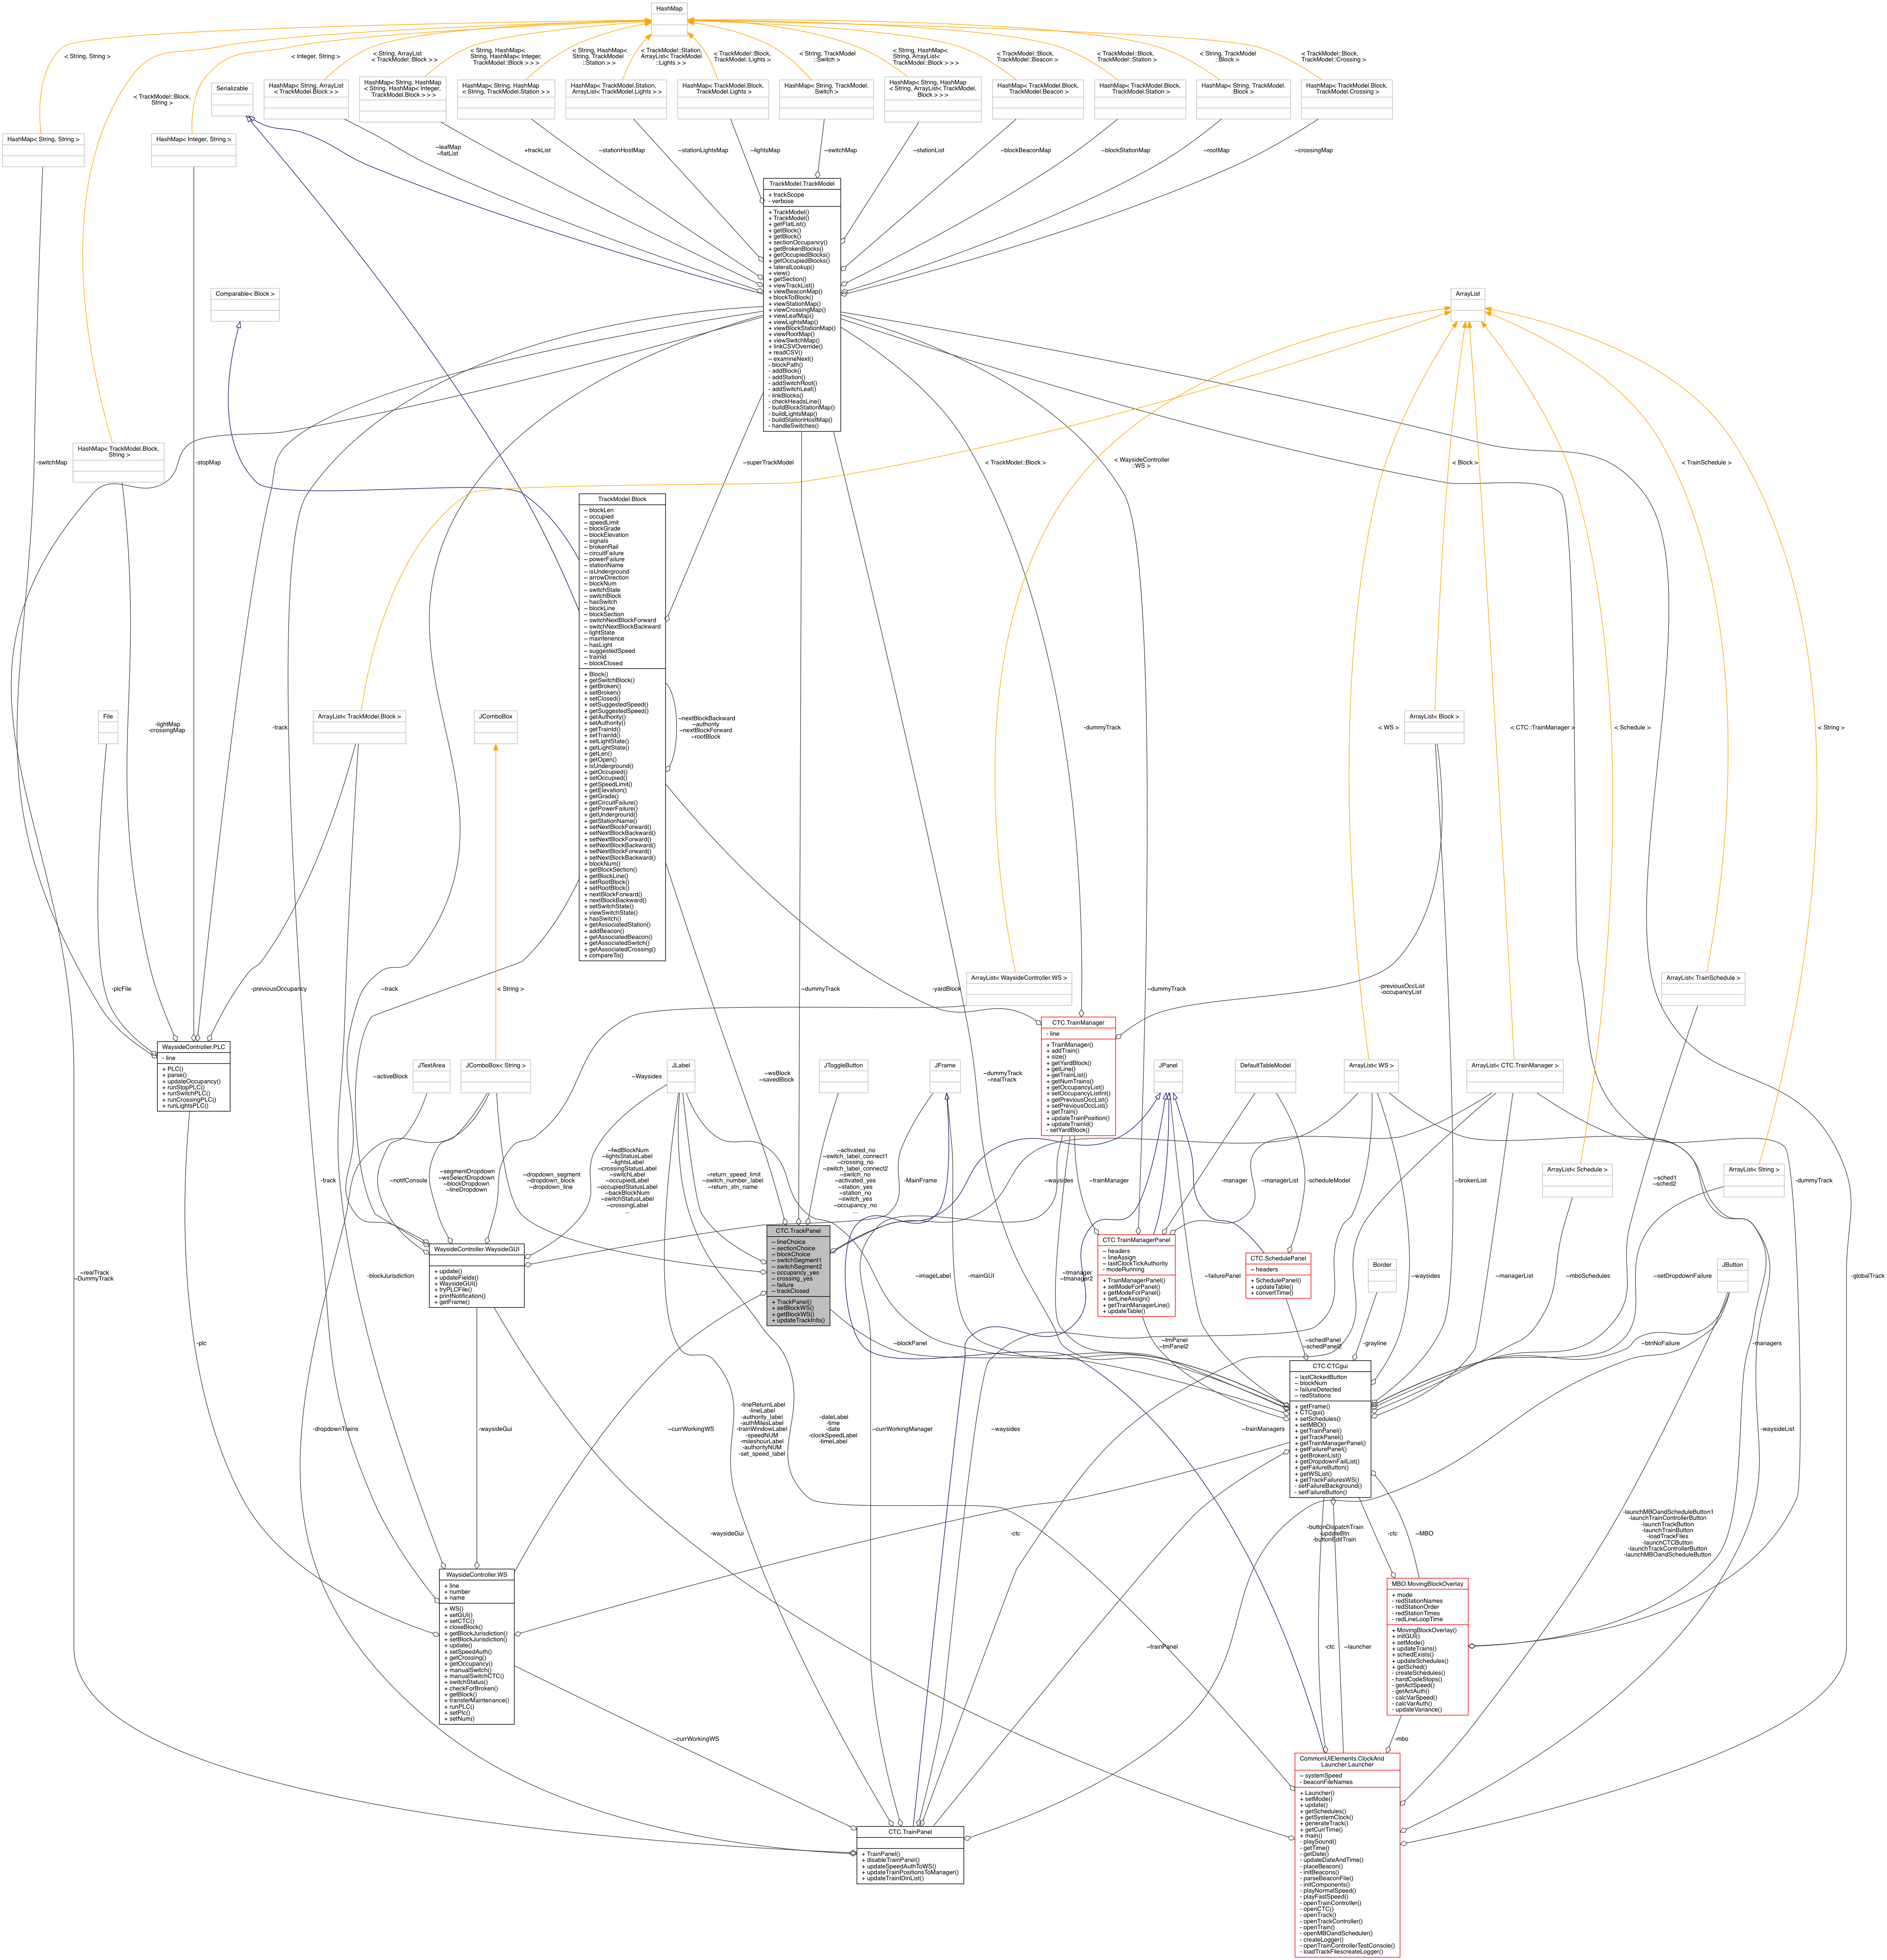 HashMap
< String, String >
< TrackModel::Block,
String >
< Integer, String >
< String, ArrayList
< TrackModel::Block > >
< String, HashMap<
String, HashMap< Integer,
TrackModel::Block > > >
< String, HashMap<
String, TrackModel
::Station > >
< TrackModel::Station,
ArrayList< TrackModel
::Lights > >
< TrackModel::Block,
TrackModel::Lights >
< String, TrackModel
::Switch >
< String, HashMap<
String, ArrayList<
TrackModel::Block > > >
< TrackModel::Block,
TrackModel::Beacon >
< TrackModel::Block,
TrackModel::Station >
< String, TrackModel
::Block >
< TrackModel::Block,
TrackModel::Crossing >
Serializable
HashMap< String, ArrayList
< TrackModel.Block > >
HashMap< String, HashMap
< String, HashMap< Integer,
TrackModel.Block > > >
HashMap< String, HashMap
< String, TrackModel.Station > >
HashMap< TrackModel.Station,
ArrayList< TrackModel.Lights > >
HashMap< TrackModel.Block,
TrackModel.Lights >
HashMap< String, TrackModel.
Switch >
HashMap< String, HashMap
< String, ArrayList< TrackModel.
Block > > >
HashMap< TrackModel.Block,
TrackModel.Beacon >
HashMap< TrackModel.Block,
TrackModel.Station >
HashMap< String, TrackModel.
Block >
HashMap< TrackModel.Block,
TrackModel.Crossing >
HashMap< String, String >
HashMap< Integer, String >
~leafMap
~flatList
+trackList
~stationHostMap
~stationLightsMap
~lightsMap
~switchMap
~stationList
~blockBeaconMap
~blockStationMap
~rootMap
~crossingMap
TrackModel.TrackModel
+ trackScope
- verbose
+ TrackModel()
+ TrackModel()
+ getFlatList()
+ getBlock()
+ getBlock()
+ sectionOccupancy()
+ getBrokenBlocks()
+ getOccupiedBlocks()
+ getOccupiedBlocks()
+ lateralLookup()
+ view()
+ getSection()
+ viewTrackList()
+ viewBeaconMap()
+ blockToBlock()
+ viewStationMap()
+ viewCrossingMap()
+ viewLeafMap()
+ viewLightsMap()
+ viewBlockStationMap()
+ viewRootMap()
+ viewSwitchMap()
+ linkCSVOverride()
+ readCSV()
~ examineNext()
- blockPath()
- addBlock()
- addStation()
- addSwitchRoot()
- addSwitchLeaf()
- linkBlocks()
- checkHeadsLine()
- buildBlockStationMap()
- buildLightsMap()
- buildStationHostMap()
- handleSwitches()
Comparable< Block >
ArrayList
HashMap< TrackModel.Block,
String >
-switchMap
-stopMap
~superTrackModel
< TrackModel::Block >
< WaysideController
::WS >
< Block >
< TrainSchedule >
TrackModel.Block
~ blockLen
~ occupied
~ speedLimit
~ blockGrade
~ blockElevation
~ signals
~ brokenRail
~ circuitFailure
~ powerFailure
~ stationName
~ isUnderground
~ arrowDirection
~ blockNum
~ switchState
~ switchBlock
~ hasSwitch
~ blockLine
~ blockSection
~ switchNextBlockForward
~ switchNextBlockBackward
~ lightState
~ maintenence
~ hasLight
~ suggestedSpeed
~ trainId
~ blockClosed
+ Block()
+ getSwitchBlock()
+ getBroken()
+ setBroken()
+ setClosed()
+ setSuggestedSpeed()
+ getSuggestedSpeed()
+ getAuthority()
+ setAuthority()
+ getTrainId()
+ setTrainId()
+ setLightState()
+ getLightState()
+ getLen()
+ getOpen()
+ isUnderground()
+ getOccupied()
+ setOccupied()
+ getSpeedLimit()
+ getElevation()
+ getGrade()
+ getCircuitFailure()
+ getPowerFailure()
+ getUnderground()
+ getStationName()
+ setNextBlockForward()
+ setNextBlockBackward()
+ setNextBlockForward()
+ setNextBlockBackward()
+ setNextBlockForward()
+ setNextBlockBackward()
+ blockNum()
+ getBlockSection()
+ getBlockLine()
+ setRootBlock()
+ setRootBlock()
+ nextBlockForward()
+ nextBlockBackward()
+ setSwitchState()
+ viewSwitchState()
+ hasSwitch()
+ getAssociatedStation()
+ addBeacon()
+ getAssociatedBeacon()
+ getAssociatedSwitch()
+ getAssociatedCrossing()
+ compareTo()
File
-lightMap
-crossingMap
-track
ArrayList< TrackModel.Block >
JComboBox
~nextBlockBackward
~authority
~nextBlockForward
~rootBlock
-dummyTrack
< WS >
ArrayList< Block >
< CTC::TrainManager >
< Schedule >
< String >
-plcFile
-previousOccupancy
~track
< String >
~dummyTrack
-yardBlock
ArrayList< WaysideController.WS >
~dummyTrack
-previousOccList
-occupancyList
ArrayList< TrainSchedule >
CTC.TrainManager
- line
+ TrainManager()
+ addTrain()
+ size()
+ getYardBlock()
+ getLine()
+ getTrainList()
+ getNumTrains()
+ getOccupancyList()
+ setOccupancyListInt()
+ getPreviousOccList()
+ setPreviousOccList()
+ getTrain()
+ updateTrainPosition()
+ updateTrainId()
- setYardBlock()
WaysideController.PLC
- line
+ PLC()
+ parse()
+ updateOccupancy()
+ runStopPLC()
+ runSwitchPLC()
+ runCrossingPLC()
+ runLightsPLC()
~activeBlock
JTextArea
JComboBox< String >
~Waysides
JLabel
~wsBlock
~savedBlock
JToggleButton
JFrame
~dummyTrack
~realTrack
JPanel
DefaultTableModel
ArrayList< WS >
ArrayList< CTC.TrainManager >
~notifConsole
~segmentDropdown
~wsSelectDropdown
~blockDropdown
~lineDropdown
~dropdown_segment
~dropdown_block
~dropdown_line
~fwdBlockNum
~lightsStatusLabel
~lightsLabel
~crossingStatusLabel
~switchLabel
~occupiedLabel
~occupiedStatusLabel
~backBlockNum
~switchStatusLabel
~crossingLabel
...
~return_speed_limit
~switch_number_label
~return_stn_name
~activated_no
~switch_label_connect1
~crossing_no
~switch_label_connect2
~switch_no
~activated_yes
~station_yes
~station_no
~switch_yes
~occupancy_no
...
-MainFrame
~waysides
~trainManager
-manager
~managerList
~scheduleModel
~brokenList
ArrayList< Schedule >
~sched1
~sched2
ArrayList< String >
~dummyTrack
-track
WaysideController.WaysideGUI
+ update()
+ updateFields()
+ WaysideGUI()
+ tryPLCFile()
+ printNotification()
+ getFrame()
CTC.TrackPanel
~ lineChoice
~ sectionChoice
~ blockChoice
~ switchSegment1
~ switchSegment2
~ occupancy_yes
~ crossing_yes
~ failure
~ trackClosed
+ TrackPanel()
+ setBlockWS()
+ getBlockWS()
+ updateTrackInfo()
CTC.TrainManagerPanel
~ headers
~ lineAssign
~ lastClockTickAuthority
- modeRunning
+ TrainManagerPanel()
+ setModeForPanel()
+ getModeForPanel()
+ setLineAssign()
+ getTrainManagerLine()
+ updateTable()
CTC.SchedulePanel
~ headers
+ SchedulePanel()
+ updateTable()
+ convertTime()
~realTrack
~DummyTrack
-blockJurisdiction
~imageLabel
~mainGUI
~tmanager
~tmanager2
~failurePanel
Border
~waysides
~managerList
~mboSchedules
~setDropdownFailure
JButton
-globalTrack
-plc
~blockPanel
~tmPanel
~tmPanel2
~schedPanel
~schedPanel2
~grayline
~btnNoFailure
-managers
CTC.CTCgui
~ lastClickedButton
~ blockNum
~ failureDetected
~ redStations
+ getFrame()
+ CTCgui()
+ setSchedules()
+ setMBO()
+ getTrainPanel()
+ getTrackPanel()
+ getTrainManagerPanel()
+ getFailurePanel()
+ getBrokenList()
+ getDropdownFailList()
+ getFailureButton()
+ getWSList()
+ getTrackFailuresWS()
- setFailureBackground()
- setFailureButton()
-dropdownTrains
-waysideGui
~currWorkingWS
-lineReturnLabel
-lineLabel
-authority_label
-authMilesLabel
-trainWindowLabel
-speedNUM
-mileshourLabel
-authorityNUM
-set_speed_label
-dateLabel
-time
-date
-clockSpeedLabel
-timeLabel
~currWorkingManager
~waysides
~trainManagers
-waysideList
-waysideGui
-ctc
-buttonDispatchTrain
-updateBtn
-buttonEditTrain
-ctc
~MBO
-launchMBOandScheduleButton1
-launchTrainControllerButton
-launchTrackButton
-launchTrainButton
-loadTrackFiles
-launchCTCButton
-launchTrackControllerButton
-launchMBOandScheduleButton
WaysideController.WS
+ line
+ number
+ name
+ WS()
+ setGUI()
+ setCTC()
+ closeBlock()
+ getBlockJurisdiction()
+ setBlockJurisdiction()
+ update()
+ setSpeedAuth()
+ getCrossing()
+ getOccupancy()
+ manualSwitch()
+ manualSwitchCTC()
+ switchStatus()
+ checkForBroken()
+ getBlock()
+ transferMaintenance()
+ runPLC()
+ setPlc()
+ setNum()
MBO.MovingBlockOverlay
+ mode
- redStationNames
- redStationOrder
- redStationTimes
- redLineLoopTime
+ MovingBlockOverlay()
+ initGUI()
+ setMode()
+ updateTrains()
+ schedExists()
+ updateSchedules()
+ getSched()
- createSchedules()
- hardCodeStops()
- getActSpeed()
- getActAuth()
- calcVarSpeed()
- calcVarAuth()
- updateVariance()
~trainPanel
-ctc
~launcher
~currWorkingWS
-mbo
CTC.TrainPanel
+ TrainPanel()
+ disableTrainPanel()
+ updateSpeedAuthToWS()
+ updateTrainPositionsToManager()
+ updateTrainIDinList()
CommonUIElements.ClockAnd
Launcher.Launcher
~ systemSpeed
- beaconFileNames
+ Launcher()
+ setMode()
+ update()
+ getSchedules()
+ getSystemClock()
+ generateTrack()
+ getCurrTime()
+ main()
- playSound()
- getTime()
- getDate()
- updateDateAndTime()
- placeBeacon()
- initBeacons()
- parseBeaconFile()
- initComponents()
- playNormalSpeed()
- playFastSpeed()
- openTrainController()
- openCTC()
- openTrack()
- openTrackController()
- openTrain()
- openMBOandScheduler()
- createLogger()
- openTrainControllerTestConsole()
- loadTrackFilescreateLogger()